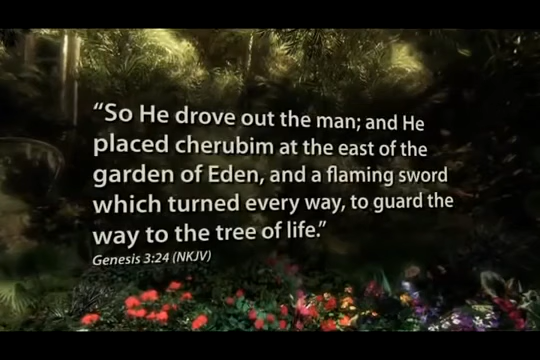 “So He drove out the man; and He
placed cherubim at the east of the
garden of Eden, and a flaming sword
which turned every way, to guard the
way to the tree of life.”
Genesis 3:24 (NKJV)